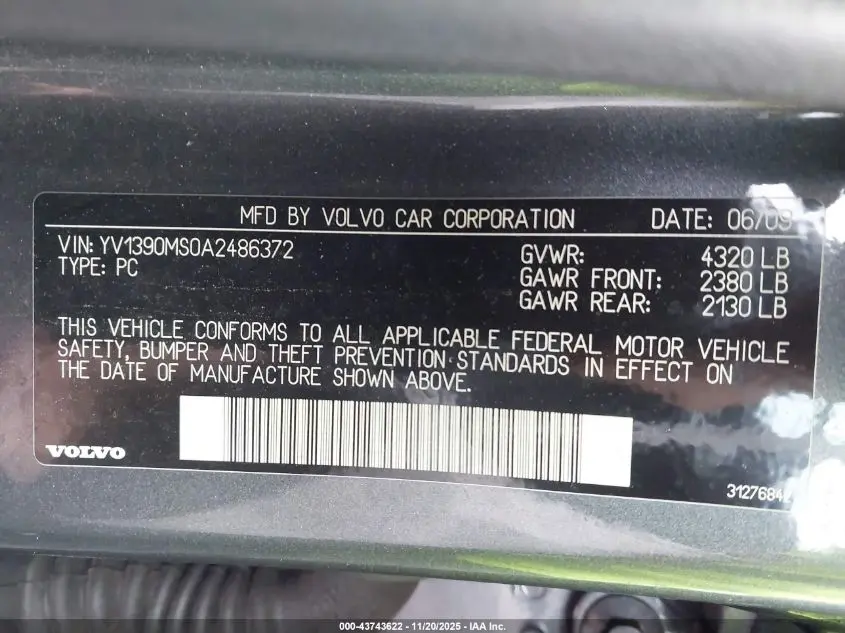 MFD BY VOLVO CAR CORPORATION DATE: 06/09
VIN: YV1390MS0A2486372 GVWR: 4320 LB
TYPE: PC GAWR FRONT: 2380 LB
GAWR REAR: 2130 LB
THIS VEHICLE CONFORMS TO ALL APPLICABLE FEDERAL MOTOR VEHICLE
SAFETY, BUMPER AND THEFT PREVENTION STANDARDS IN EFFECT ON
THE DATE OF MANUFACTURE SHOWN ABOVE.
VOLVO
000-43743622 - 11/20/2025 - IAA Inc.